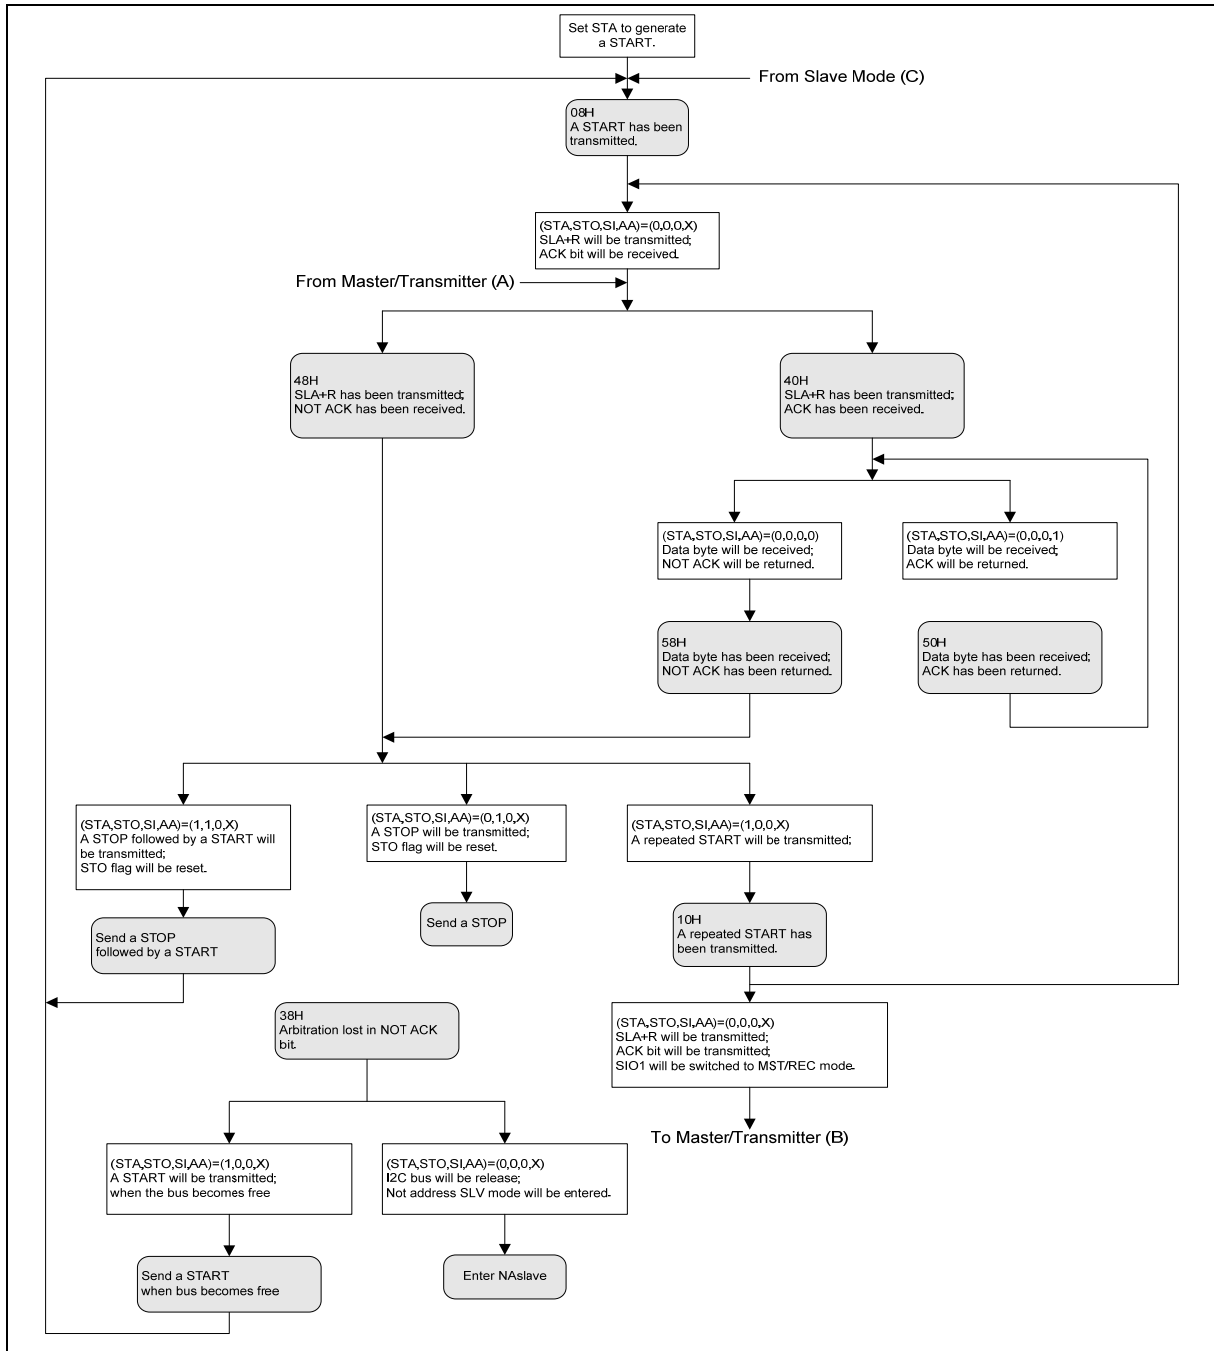 Set STA to generate
a START.
From Slave Mode (C)
08H
A START has been
transmitted.
(STA,STO,SI,AA)=(0,0,0,X)
SLA+R will be transmitted;
ACK bit will be received.
From Master/Transmitter (A)
48H
SLA+R has been transmitted;
NOT ACK has been received.
40H
SLA+R has been transmitted;
ACK has been received.
(STA,STO,SI,AA)=(0,0,0,0)
Data byte will be received;
NOT ACK will be returned.
(STA,STO,SI,AA)=(0,0,0,1)
Data byte will be received;
ACK will be returned.
58H
Data byte has been received;
NOT ACK has been returned.
50H
Data byte has been received;
ACK has been returned.
(STA,STO,SI,AA)=(1,1,0,X)
A STOP followed by a START will
be transmitted;
STO flag will be reset.
(STA,STO,SI,AA)=(0,1,0,X)
A STOP will be transmitted;
STO flag will be reset.
(STA,STO,SI,AA)=(1,0,0,X)
A repeated START will be transmitted;
Send a STOP
followed by a START
Send a STOP
10H
A repeated START has
been transmitted.
38H
Arbitration lost in NOT ACK
bit.
(STA,STO,SI,AA)=(0,0,0,X)
SLA+R will be transmitted;
ACK bit will be transmitted;
SIO1 will be switched to MST/REC mode.
To Master/Transmitter (B)
(STA,STO,SI,AA)=(1,0,0,X)
A START will be transmitted;
when the bus becomes free
(STA,STO,SI,AA)=(0,0,0,X)
I2C bus will be release;
Not address SLV mode will be entered.
Send a START
when bus becomes free
Enter NAslave